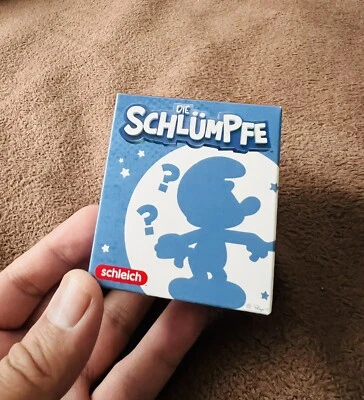 DIE
SCHLÜMPFE
?
?
schleich